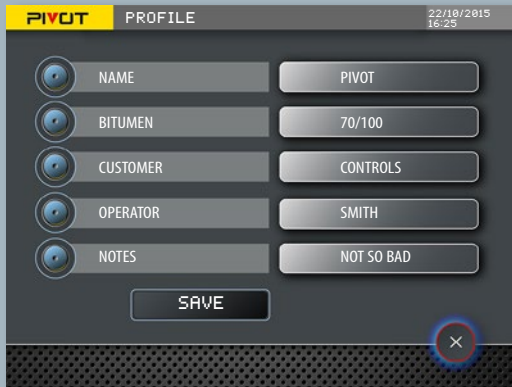 PIVOT PROFILE 22/10/2015
16:25
NAME PIVOT
BITUMEN 70/100
CUSTOMER CONTROLS
OPERATOR SMITH
NOTES NOT SO BAD
SAVE